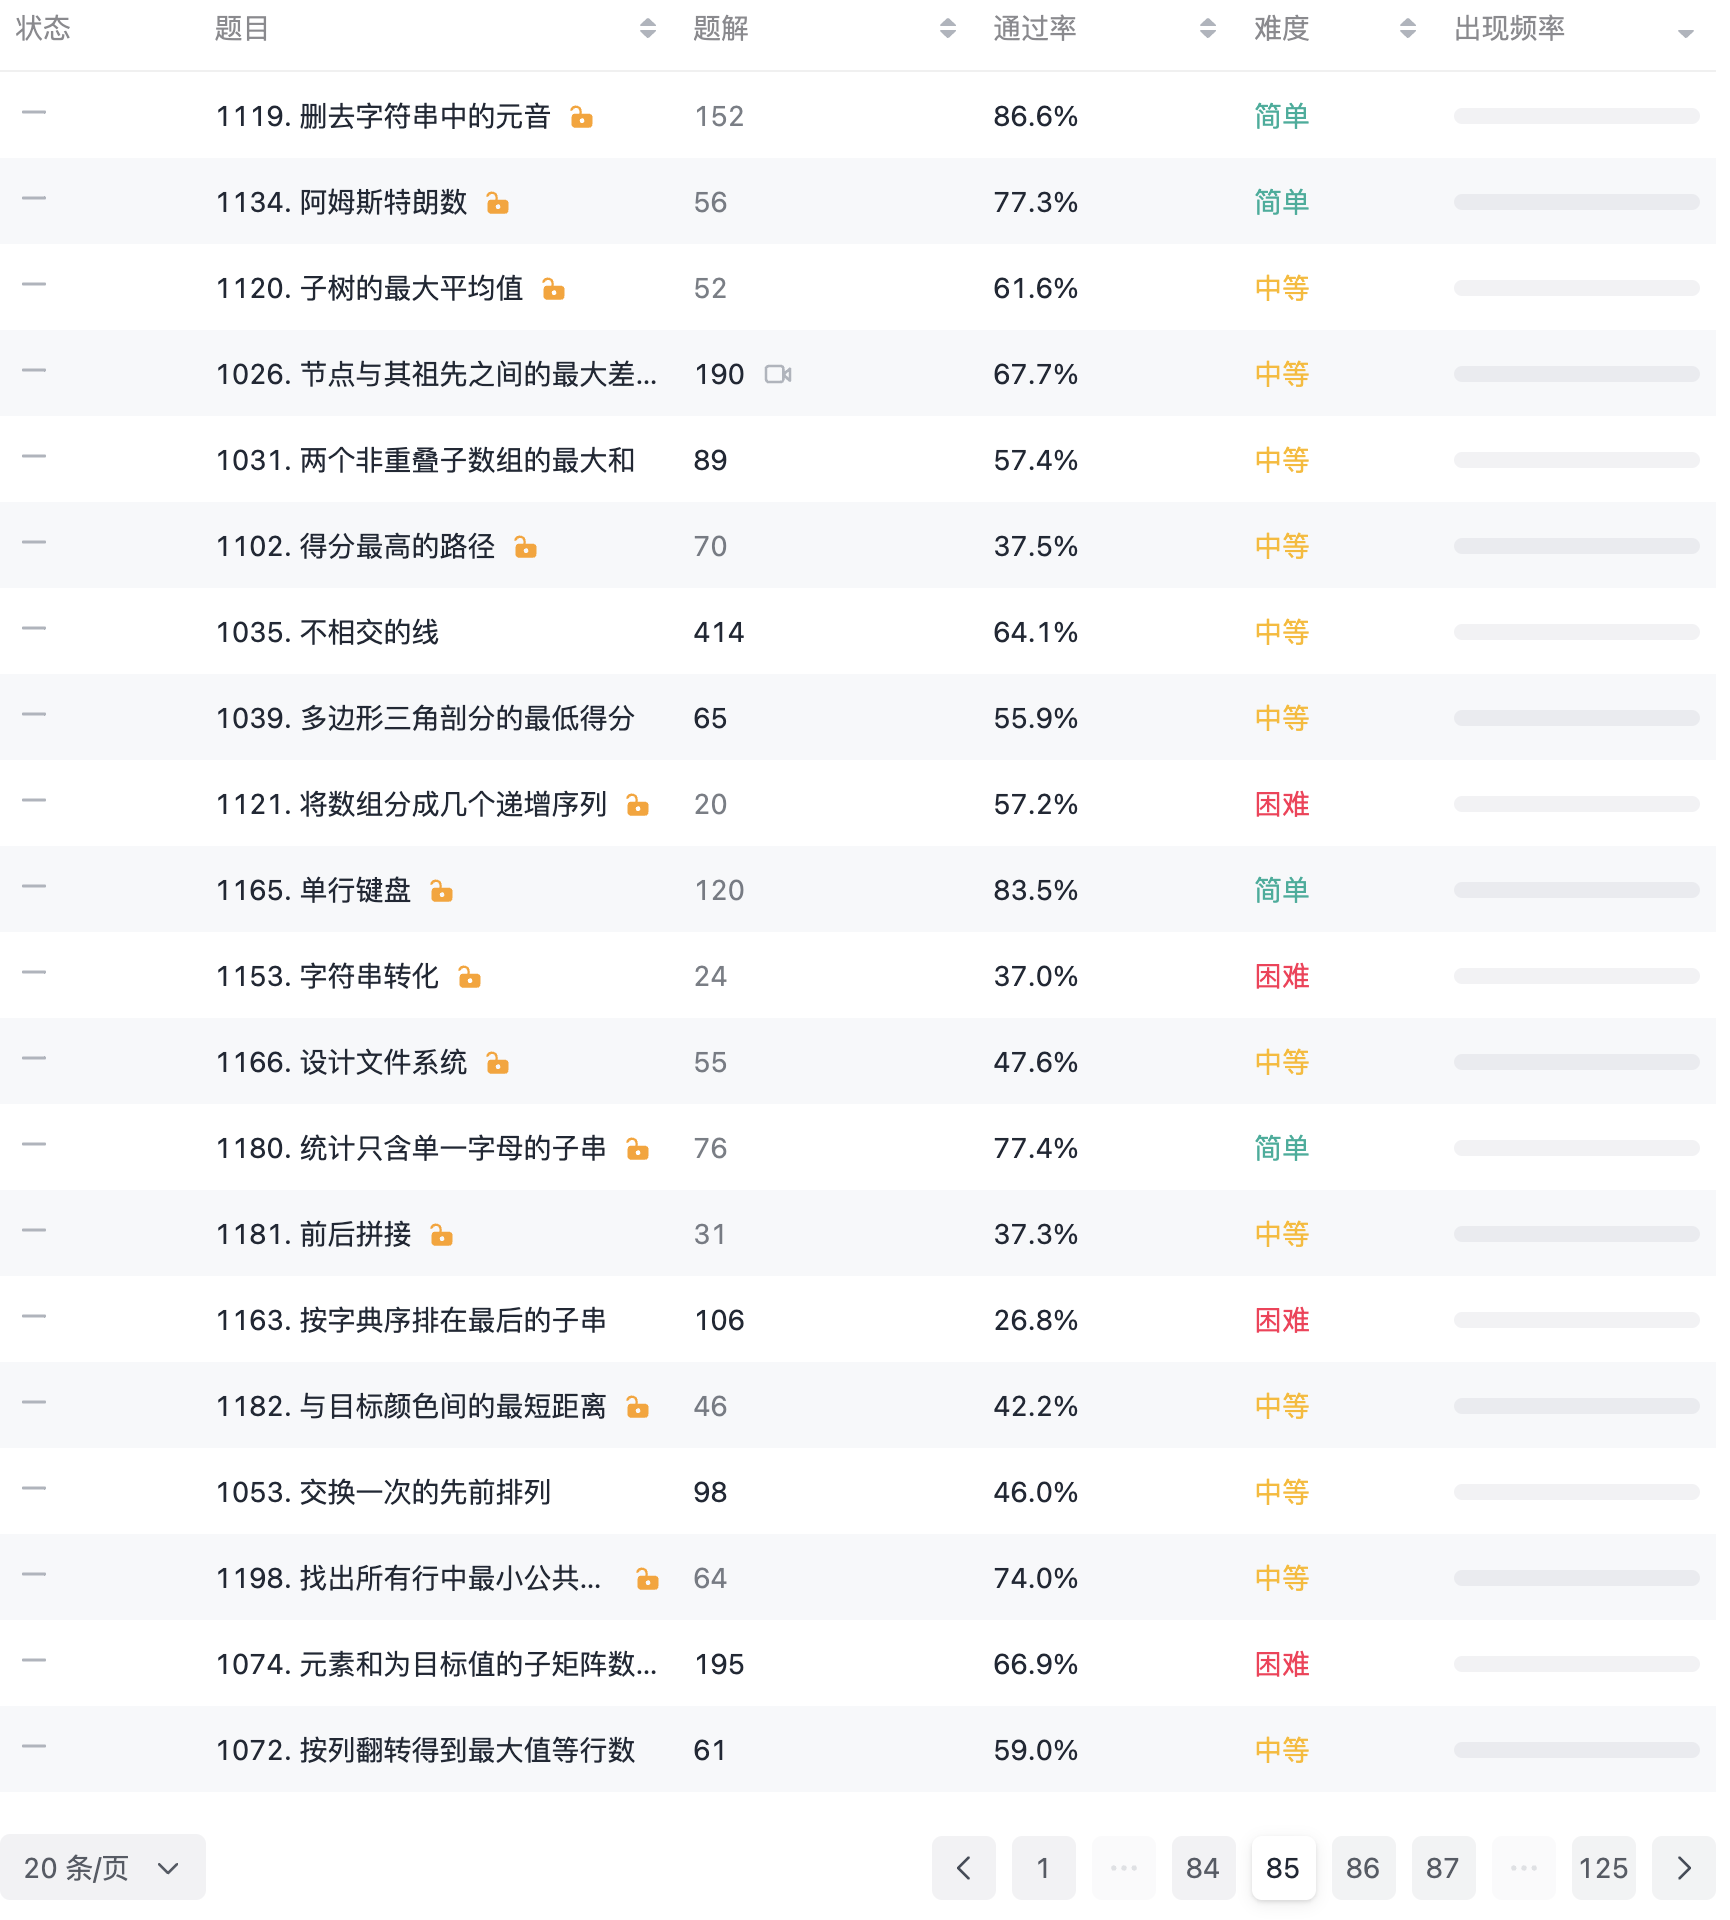 状态 题目 题解 通过率 难度 出现频率
1119. 删去字符串中的元音 152 86.6% 简单
1134. 阿姆斯特朗数 56 77.3% 简单
1120. 子树的最大平均值 52 61.6% 中等
1026. 节点与其祖先之间的最大差... 190 67.7% 中等
1031. 两个非重叠子数组的最大和 89 57.4% 中等
1102. 得分最高的路径 70 37.5% 中等
1035. 不相交的线 414 64.1% 中等
1039. 多边形三角剖分的最低得分 65 55.9% 中等
1121. 将数组分成几个递增序列 20 57.2% 困难
1165. 单行键盘 120 83.5% 简单
1153. 字符串转化 24 37.0% 困难
1166. 设计文件系统 55 47.6% 中等
1180. 统计只含单一字母的子串 76 77.4% 简单
1181. 前后拼接 31 37.3% 中等
1163. 按字典序排在最后的子串 106 26.8% 困难
1182. 与目标颜色间的最短距离 46 42.2% 中等
1053. 交换一次的先前排列 98 46.0% 中等
1198. 找出所有行中最小公共... 64 74.0% 中等
1074. 元素和为目标值的子矩阵数... 195 66.9% 困难
1072. 按列翻转得到最大值等行数 61 59.0% 中等
20 条/页 1 ... 84 85 86 87 ... 125